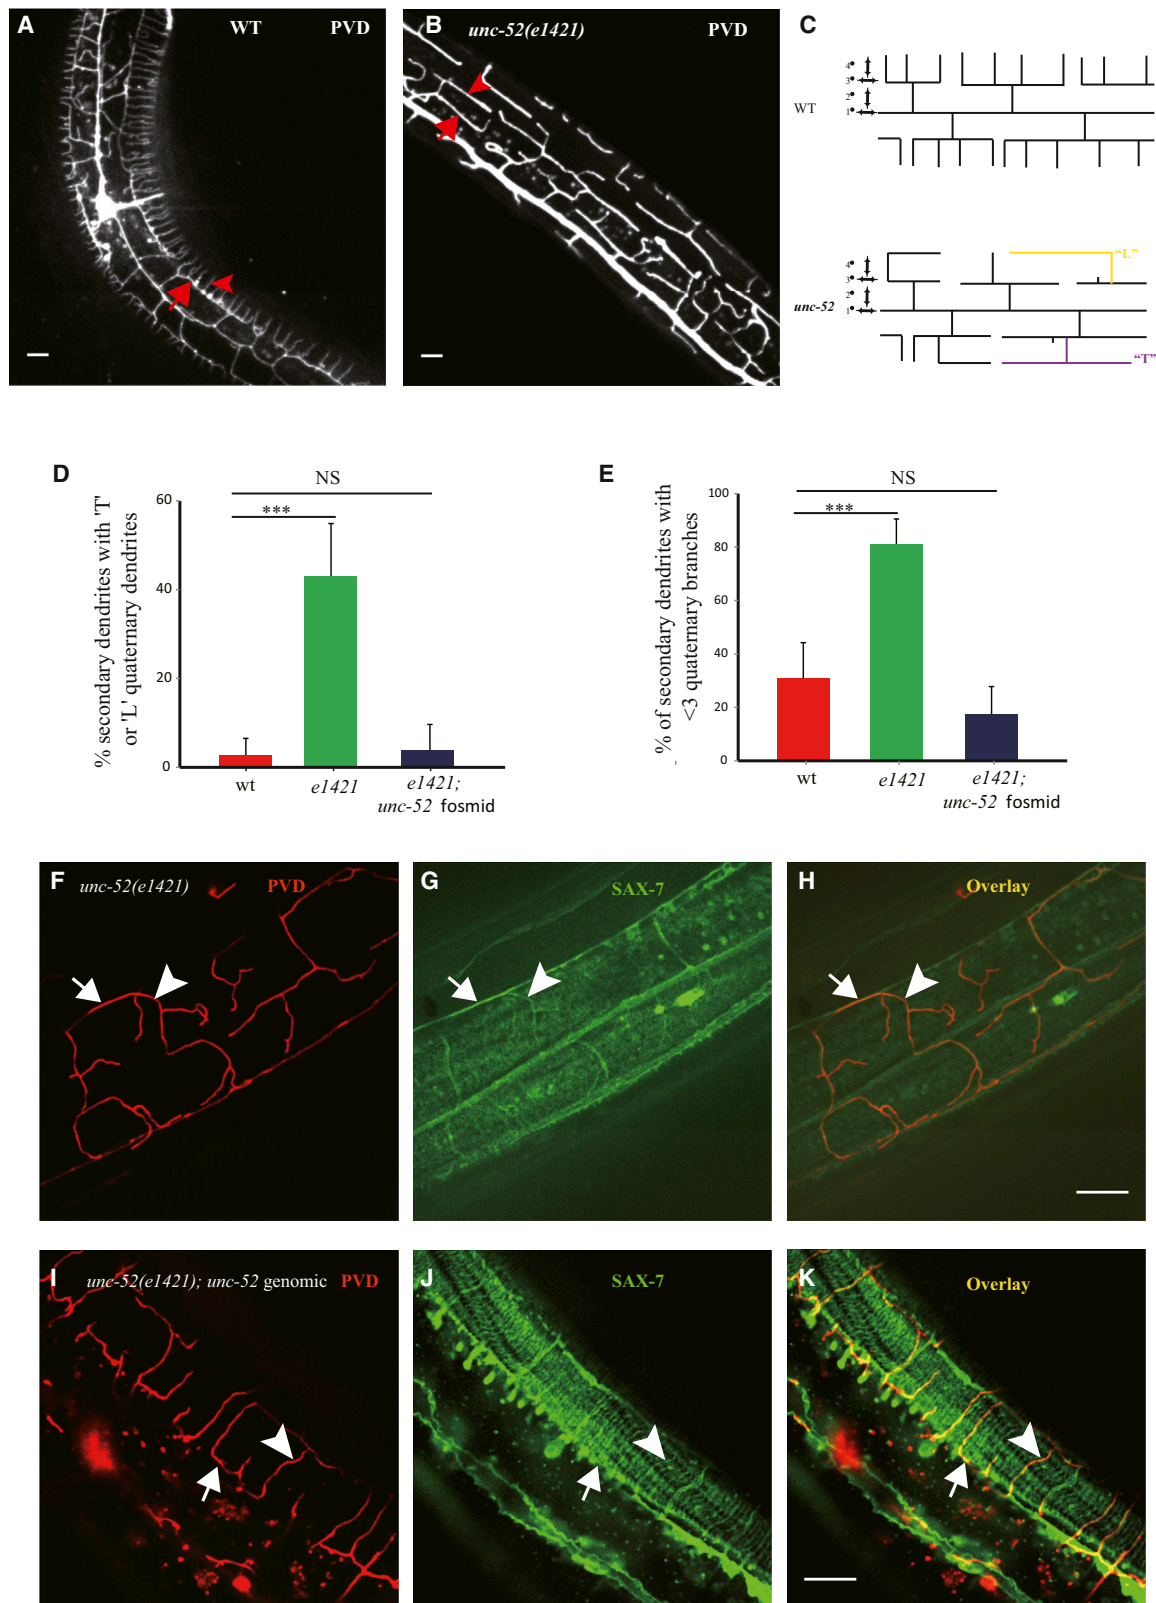 A WT PVD
B unc-52(e1421) PVD
C
4•
3•
2•
1•
WT
4•
3•
2•
1•
unc-52
"L"
"T"
D
NS
***
% secondary dendrites with 'T'
or 'L' quaternary dendrites
60
40
20
0
wt
e1421
e1421;
unc-52 fosmid
E
NS
***
% of secondary dendrites with
<3 quaternary branches
100
80
60
40
20
0
wt
e1421
e1421;
unc-52 fosmid
F unc-52(e1421) PVD
G SAX-7
H Overlay
I unc-52(e1421); unc-52 genomic PVD
J SAX-7
K Overlay